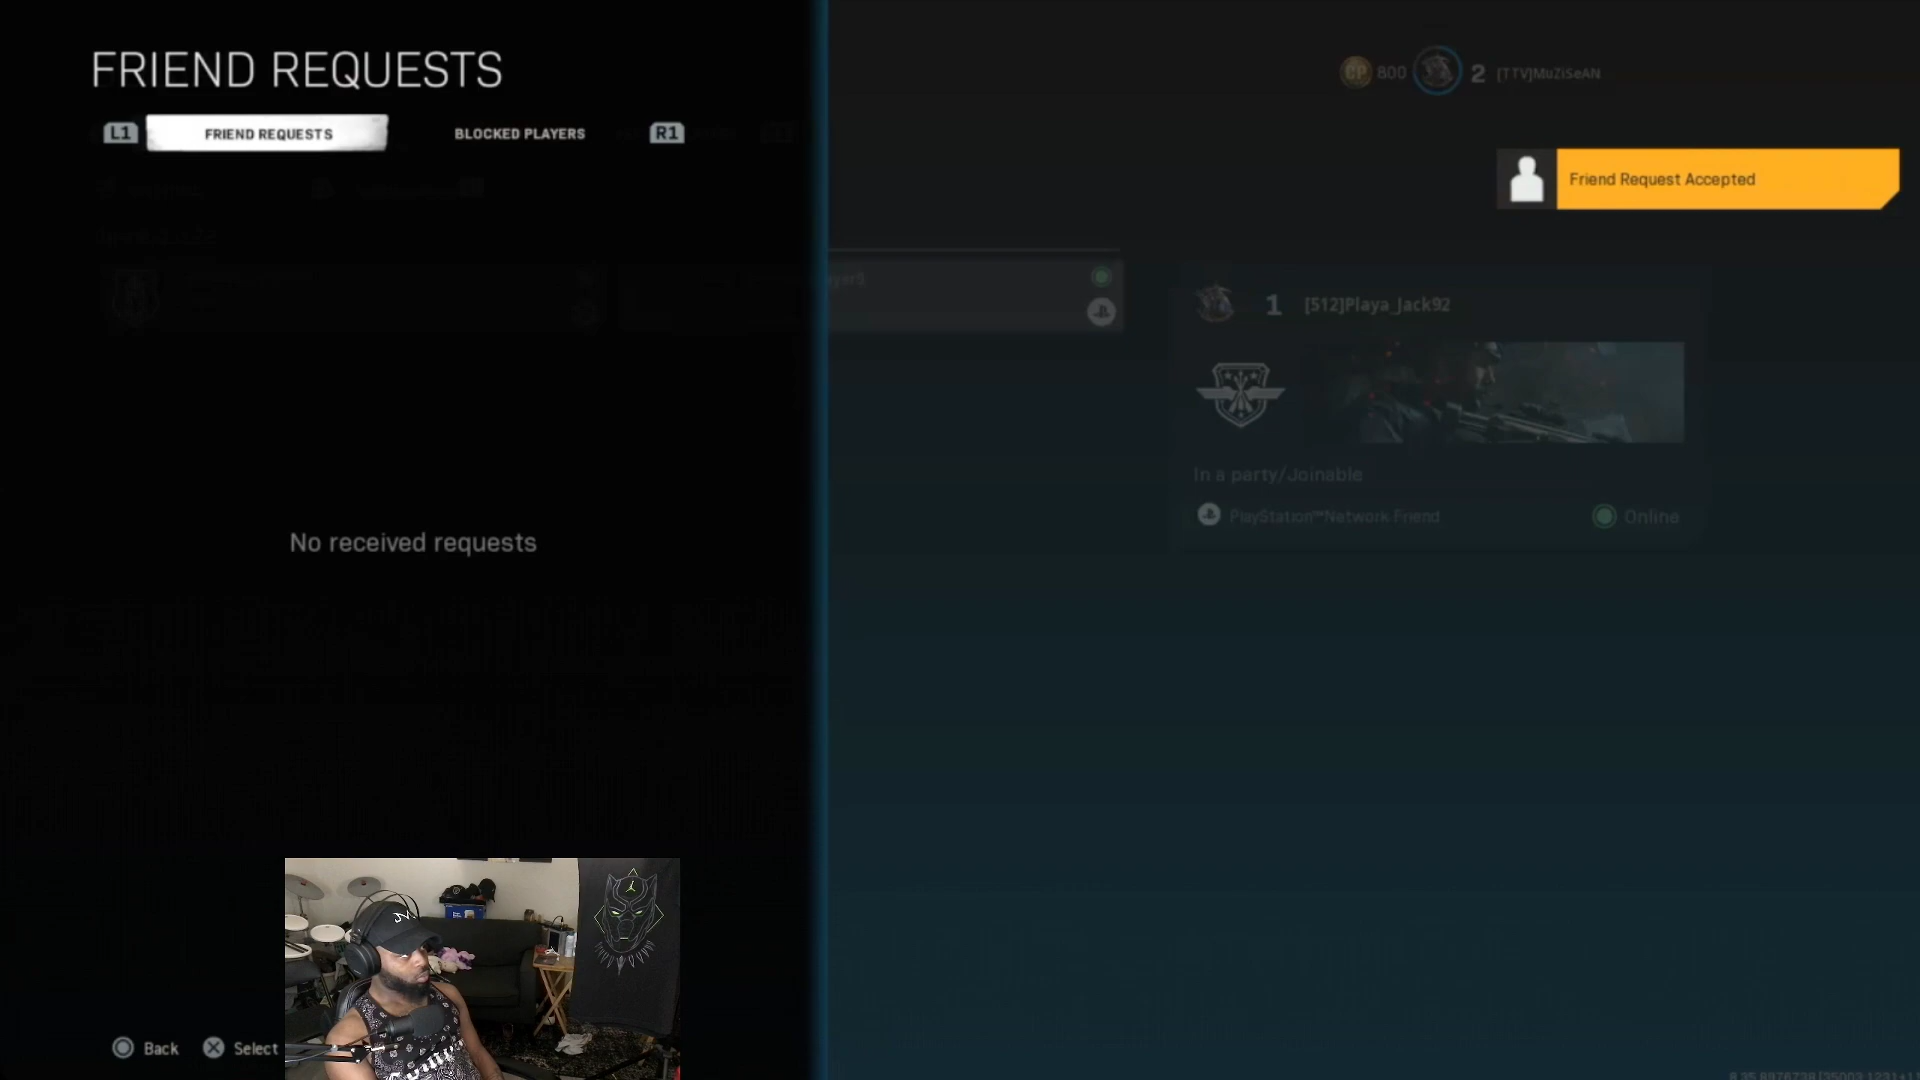 FRIEND REQUESTS
CP 800 2 [TTV]MuZiSeAN
L1 FRIEND REQUESTS BLOCKED PLAYERS R1
Friend Request Accepted
1 [512]Playa_Jack92
In a party/Joinable
PlayStation™Network Friend Online
No received requests
Back Select